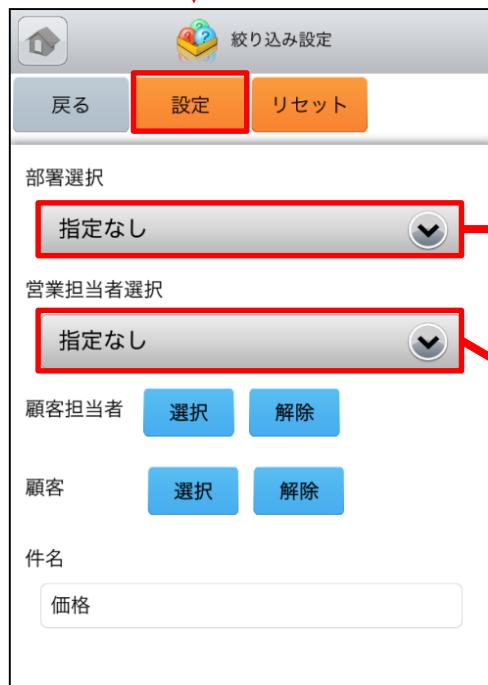 絞り込み設定
戻る 設定 リセット
部署選択
指定なし
営業担当者選択
指定なし
顧客担当者 選択 解除
顧客 選択 解除
件名
価格